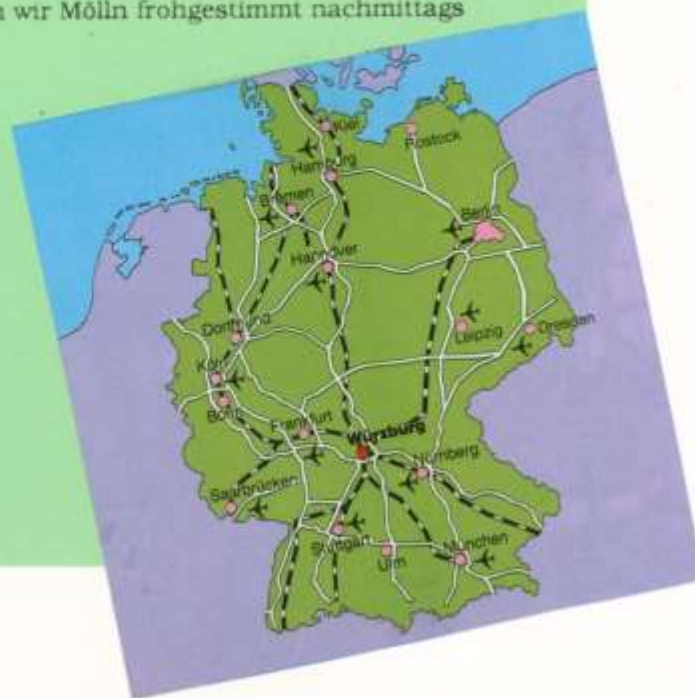 wir Mölln frohgestimmt nachmittags
Kiel
Rostock
Hamburg
Bremen
Berlin
Hannover
Dortmund
Leipzig
Dresden
Köln
Bonn
Frankfurt
Würzburg
Nürnberg
Saarbrücken
Stuttgart
München
Ulm